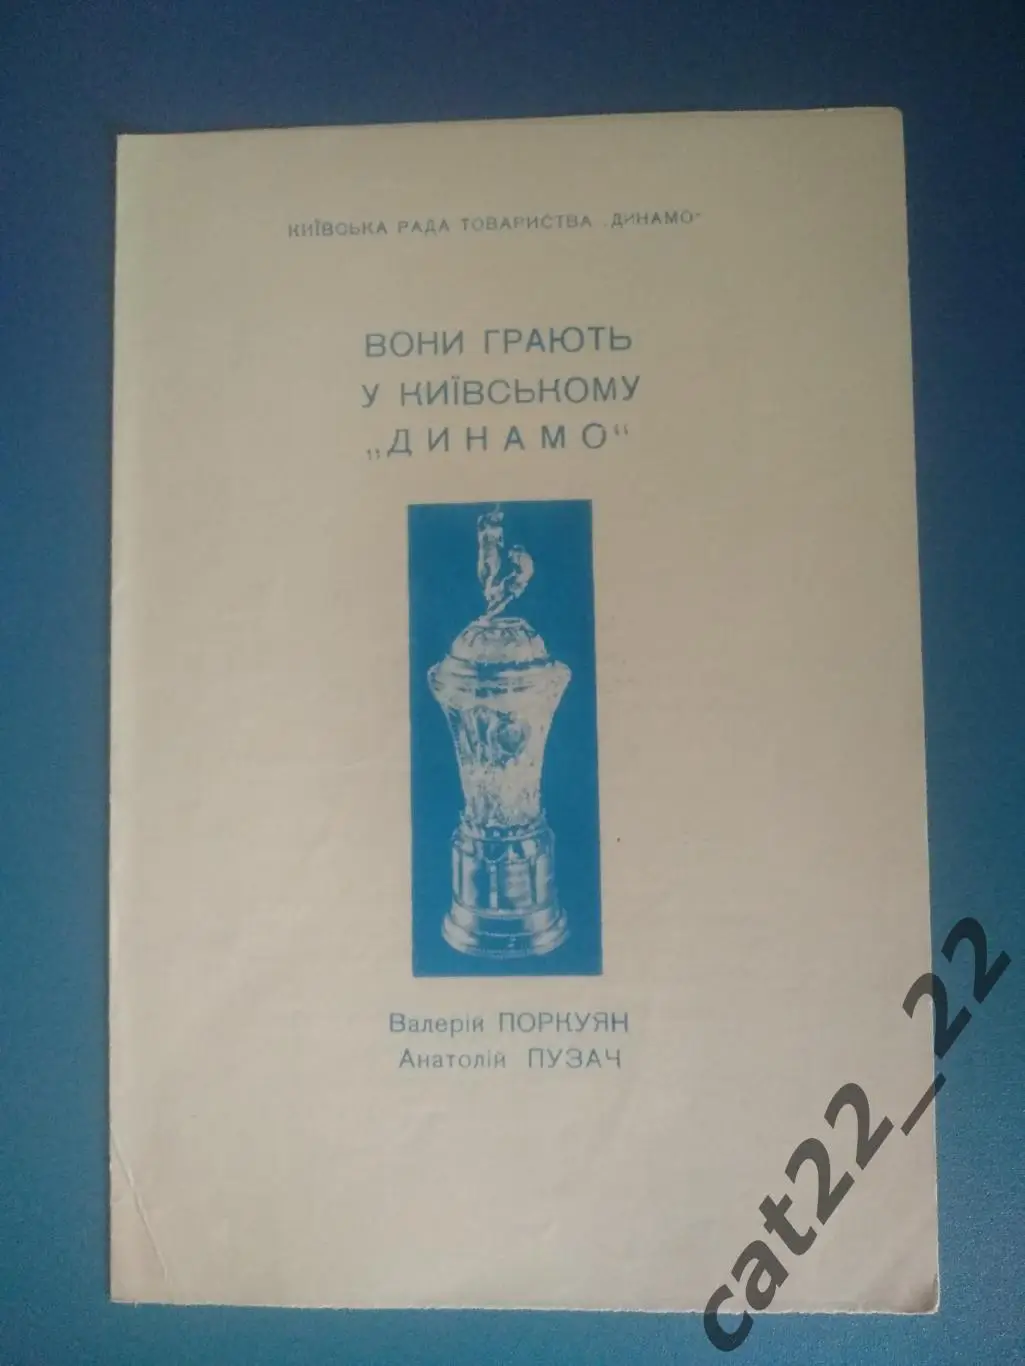 КИЇВСЬКА РАДА ТОВАРИСТВА „ДИНАМО"
ВОНИ ГРАЮТЬ
У КИЇВСЬКОМУ
„ДИНАМО“
Валерій ПОРКУЯН
Анатолій ПУЗАЧ
cat22_22